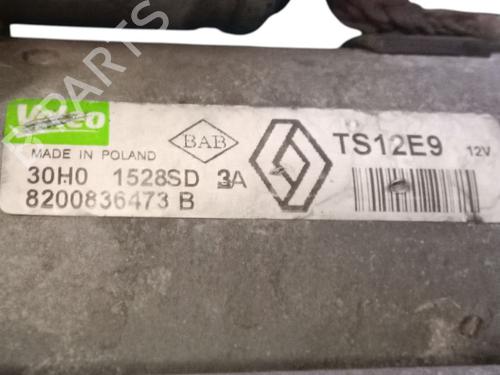 Valeo
BAB
TS12E9 12V
MADE IN POLAND
30H0 1528SD 3A
8200836473 B